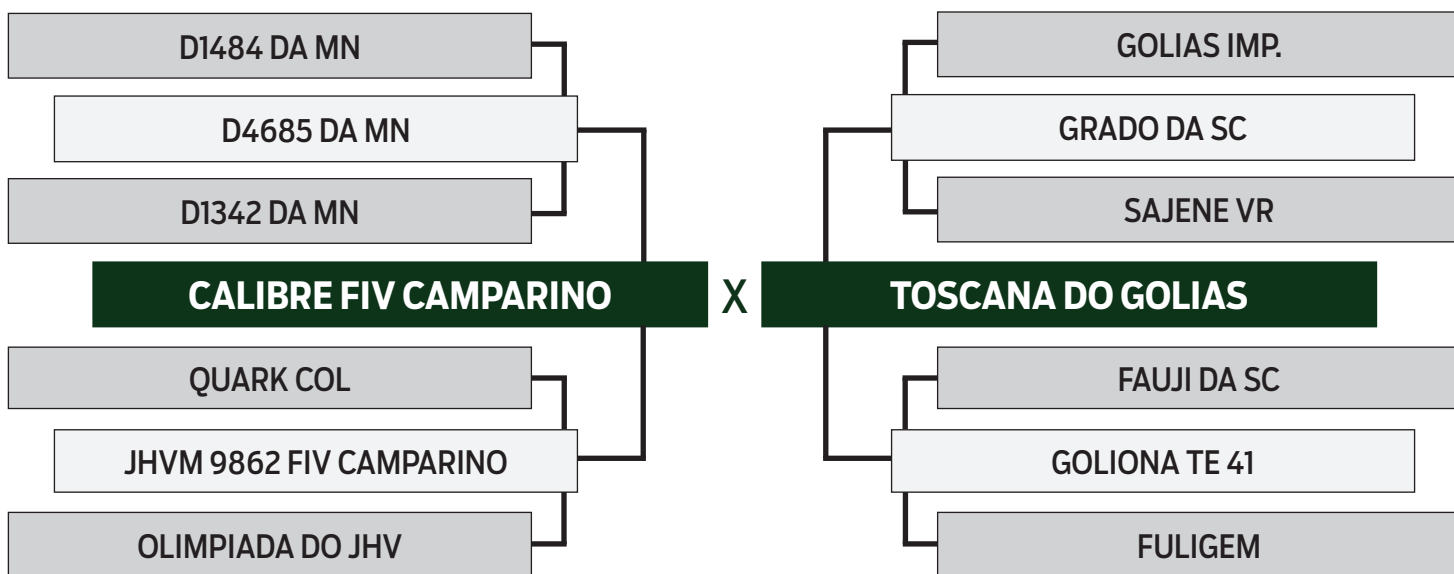 D1484 DA MN
D4685 DA MN
D1342 DA MN
GOLIAS IMP.
GRADO DA SC
SAJENE VR
CALIBRE FIV CAMPARINO X TOSCANA DO GOLIAS
QUARK COL
JHVM 9862 FIV CAMPARINO
OLIMPIADA DO JHV
FAUJI DA SC
GOLIONA TE 41
FULIGEM